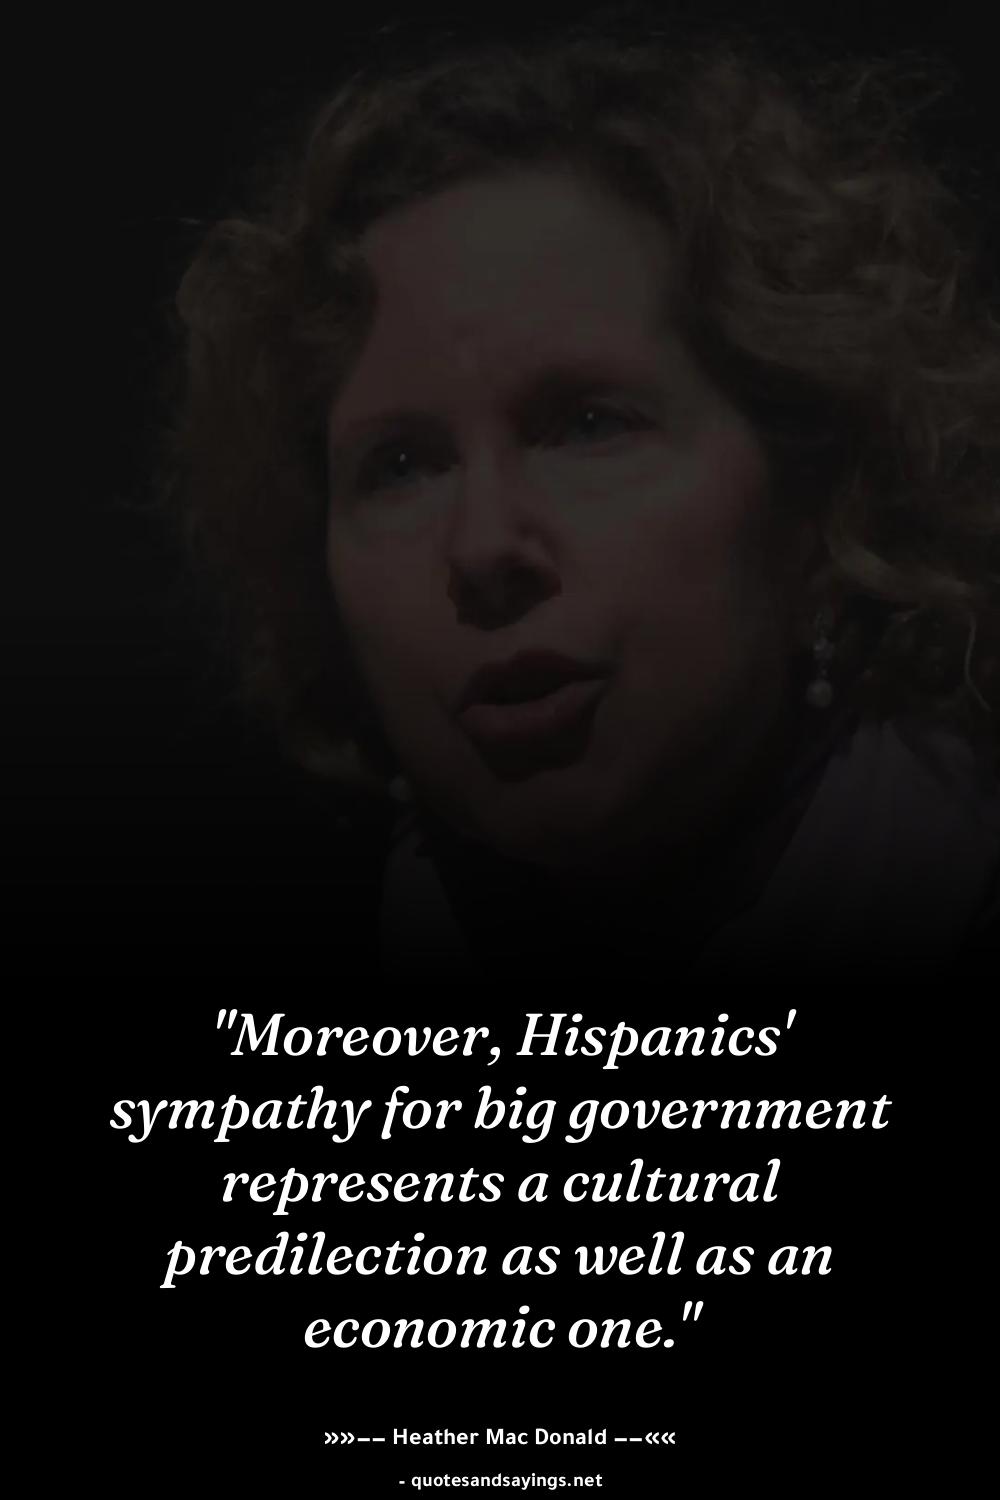 "Moreover, Hispanics'
sympathy for big government
represents a cultural
predilection as well as an
economic one."
»»–– Heather Mac Donald ––««
- quotesandsayings.net